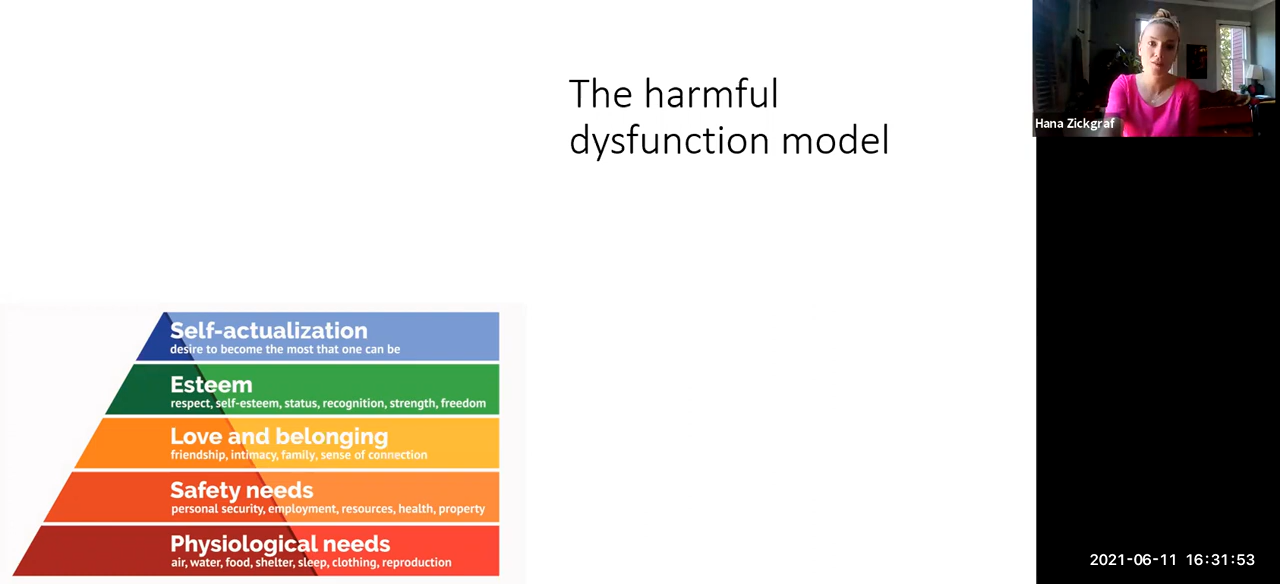 The harmful
dysfunction model
Hana Zickgraf
Self-actualization
desire to become the most that one can be
Esteem
respect, self-esteem, status, recognition, strength, freedom
Love and belonging
friendship, intimacy, family, sense of connection
Safety needs
personal security, employment, resources, health, property
Physiological needs
air, water, food, shelter, sleep, clothing, reproduction
2021-06-11 16:31:53